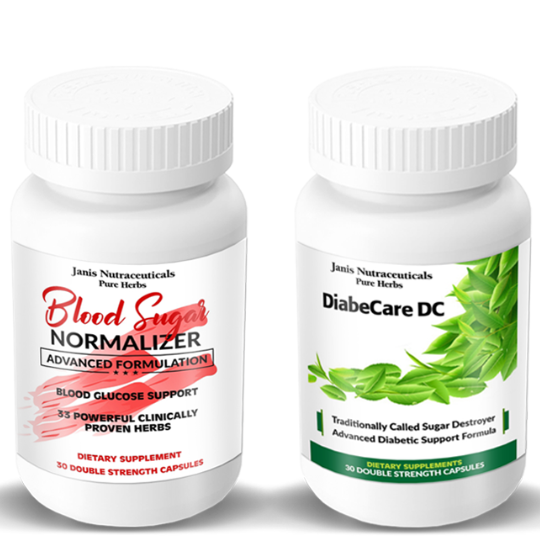 Janis Nutraceuticals
Pure Herbs
Blood Sugar
NORMALIZER
ADVANCED FORMULATION
BLOOD GLUCOSE SUPPORT
33 POWERFUL CLINICALLY
PROVEN HERBS
DIETARY SUPPLEMENT
30 DOUBLE STRENGTH CAPSULES
Janis Nutraceuticals
Pure Herbs
DiabeCare DC
Traditionally Called Sugar Destroyer
Advanced Diabetic Support Formula
DIETARY SUPPLEMENTS
30 DOUBLE STRENGTH CAPSULES